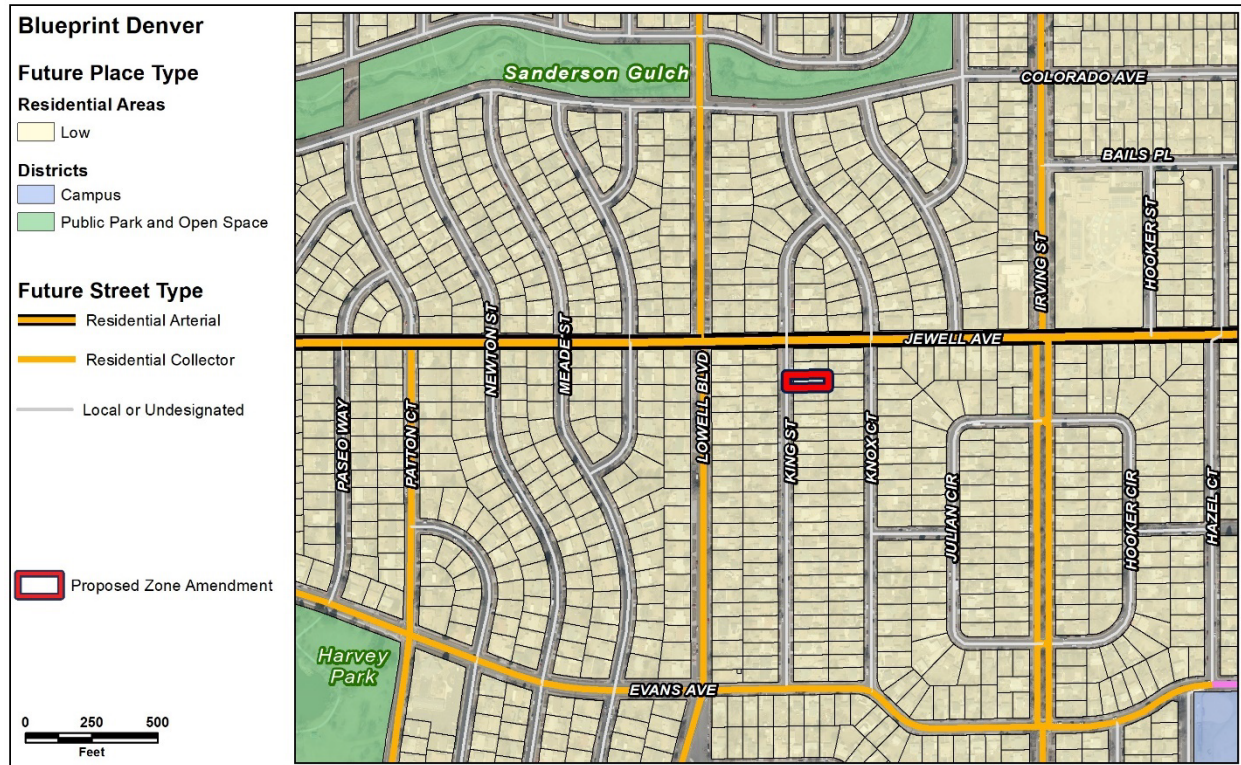 Blueprint Denver
Future Place Type
Residential Areas
Low
Districts
Campus
Public Park and Open Space
Future Street Type
Residential Arterial
Residential Collector
Local or Undesignated
Proposed Zone Amendment
0 250 500
Feet
Sanderson Gulch
COLORADO AVE
BAILS PL
IRVING ST
HOOKER ST
JEWELL AVE
PASEO WAY
PATTON CT
NEWTON ST
MEADE ST
LOWELL BLVD
KING ST
KNOX CT
JULIAN CIR
HOOKER CIR
HAZEL CT
Harvey
Park
EVANS AVE